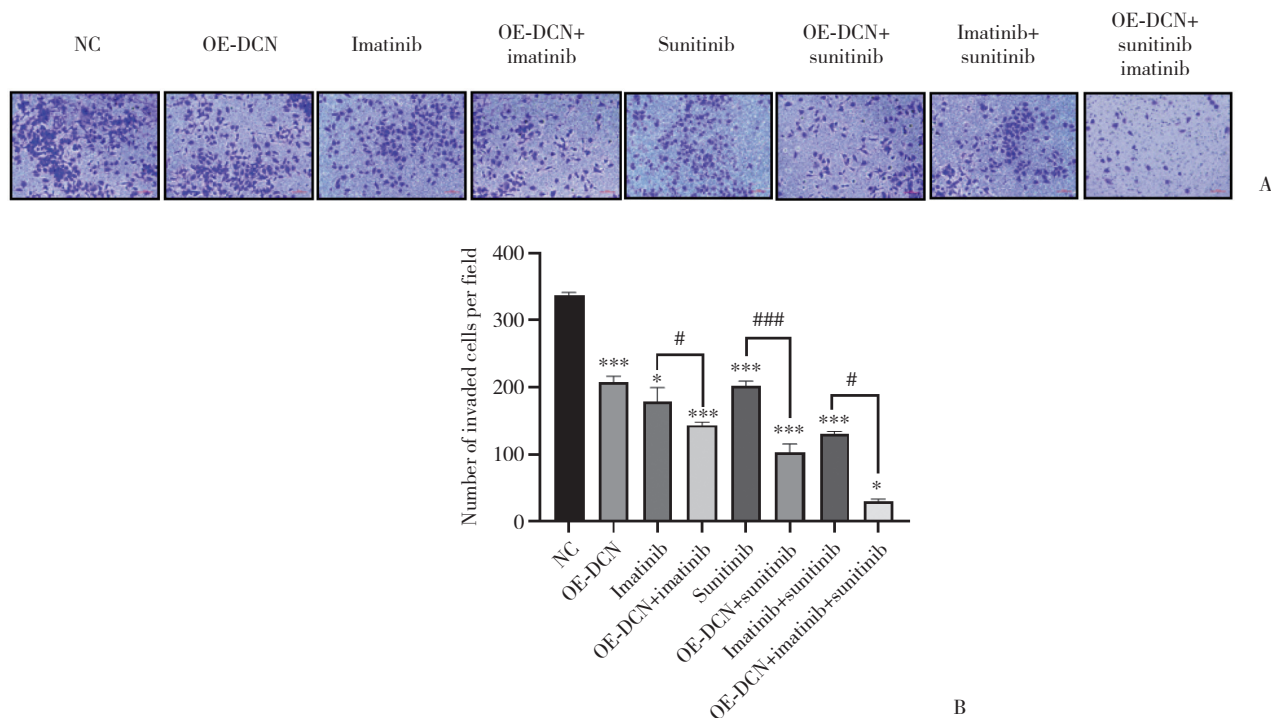 NC
OE-DCN
Imatinib
OE-DCN+
imatinib
Sunitinib
OE-DCN+
sunitinib
Imatinib+
sunitinib
OE-DCN+
sunitinib
imatinib
A
Number of invaded cells per field
400
300
200
100
0
***
*
#
***
***
###
***
***
#
*
NC
OE-DCN
Imatinib
OE-DCN+imatinib
Sunitinib
OE-DCN+sunitinib
Imatinib+sunitinib
OE-DCN+imatinib+sunitinib
B